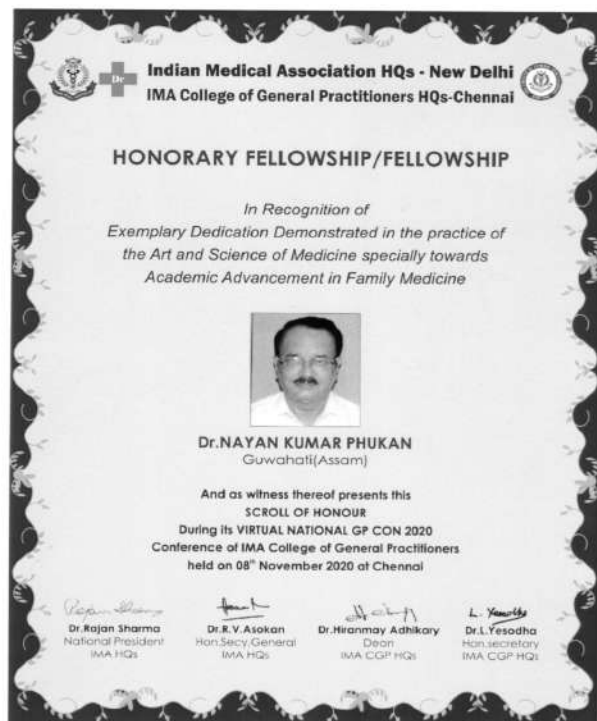 Dr
Indian Medical Association HQs - New Delhi
IMA College of General Practitioners HQs-Chennai
HONORARY FELLOWSHIP/FELLOWSHIP
In Recognition of
Exemplary Dedication Demonstrated in the practice of
the Art and Science of Medicine specially towards
Academic Advancement in Family Medicine
Dr.NAYAN KUMAR PHUKAN
Guwahati(Assam)
And as witness thereof presents this
SCROLL OF HONOUR
During its VIRTUAL NATIONAL GP CON 2020
Conference of IMA College of General Practitioners
held on 08th November 2020 at Chennai
L. Yesodha
Dr.Rajan Sharma Dr.R.V.Asokan Dr.Hiranmay Adhikary Dr.L.Yesodha
National President Hon.Secy.General Dean Hon.secretary
IMA HQs IMA HQs IMA CGP HQs IMA CGP HQs